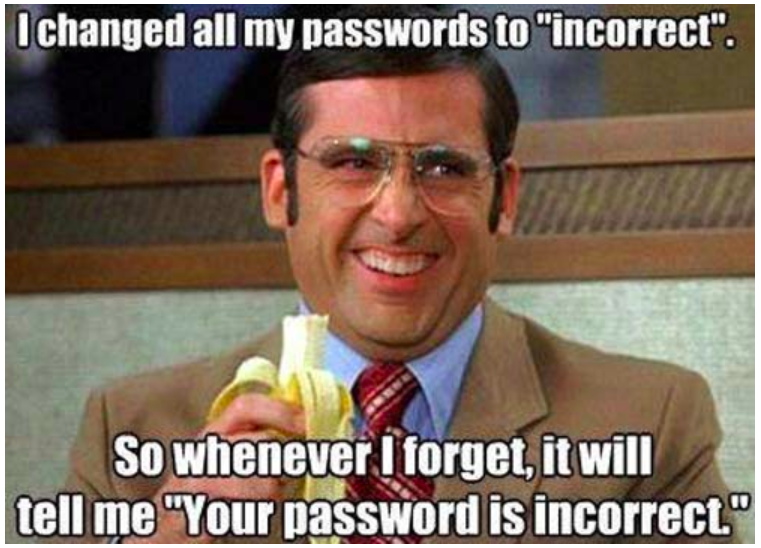 I changed all my passwords to "incorrect".
So whenever I forget, it will
tell me "Your password is incorrect."